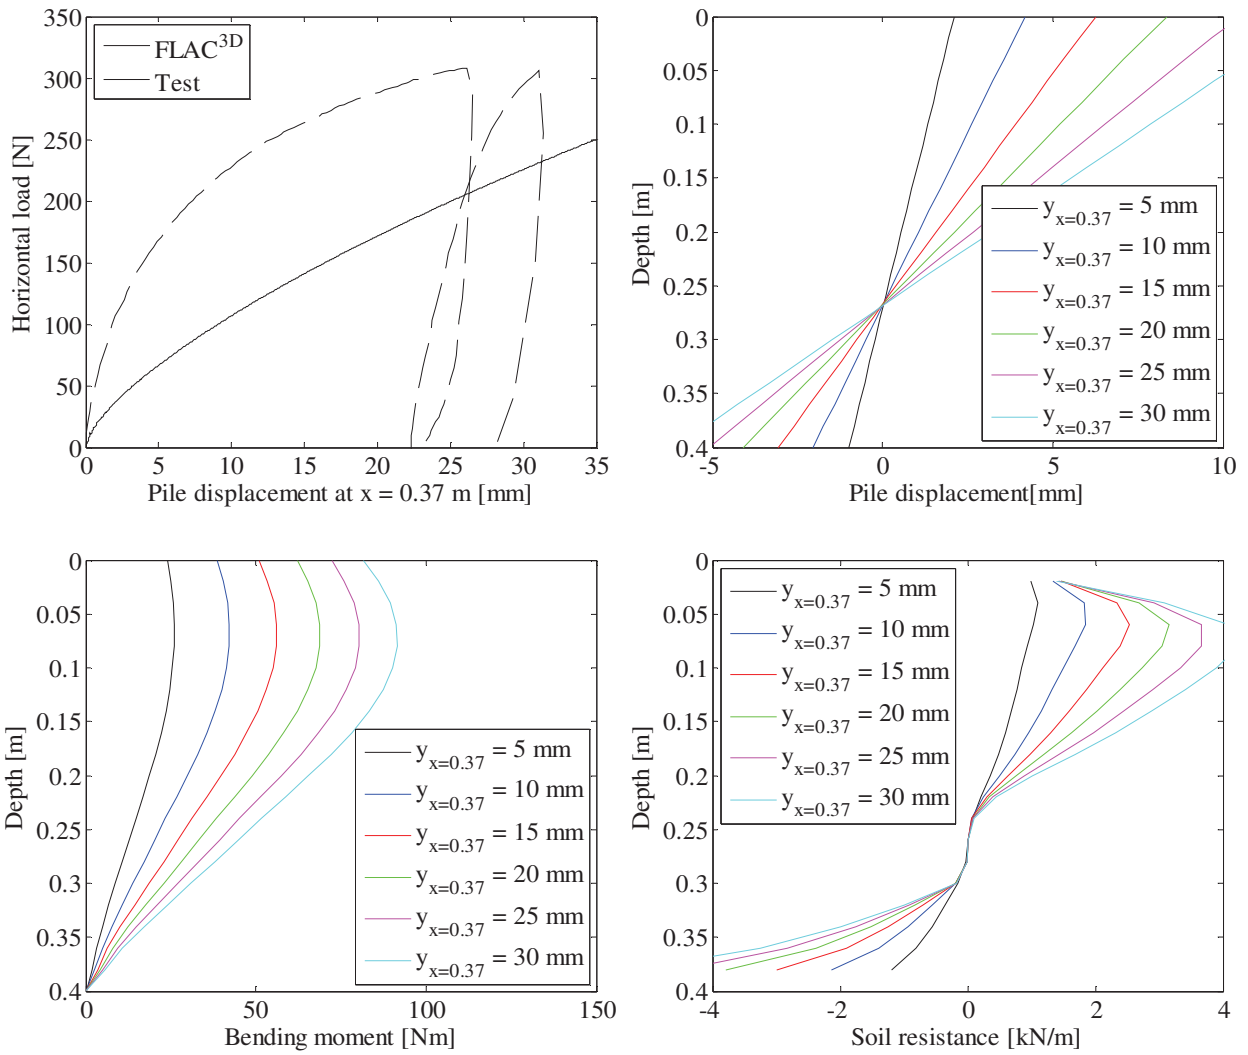 350
300
250
200
150
100
50
0
Horizontal load [N]
FLAC3D
Test
0 5 10 15 20 25 30 35
Pile displacement at x = 0.37 m [mm]
0
0.05
0.1
0.15
0.2
0.25
0.3
0.35
0.4
Depth [m]
yx=0.37 = 5 mm
yx=0.37 = 10 mm
yx=0.37 = 15 mm
yx=0.37 = 20 mm
yx=0.37 = 25 mm
yx=0.37 = 30 mm
-5 0 5 10
Pile displacement[mm]
0
0.05
0.1
0.15
0.2
0.25
0.3
0.35
0.4
Depth [m]
yx=0.37 = 5 mm
yx=0.37 = 10 mm
yx=0.37 = 15 mm
yx=0.37 = 20 mm
yx=0.37 = 25 mm
yx=0.37 = 30 mm
0 50 100 150
Bending moment [Nm]
0
0.05
0.1
0.15
0.2
0.25
0.3
0.35
0.4
Depth [m]
yx=0.37 = 5 mm
yx=0.37 = 10 mm
yx=0.37 = 15 mm
yx=0.37 = 20 mm
yx=0.37 = 25 mm
yx=0.37 = 30 mm
-4 -2 0 2 4
Soil resistance [kN/m]